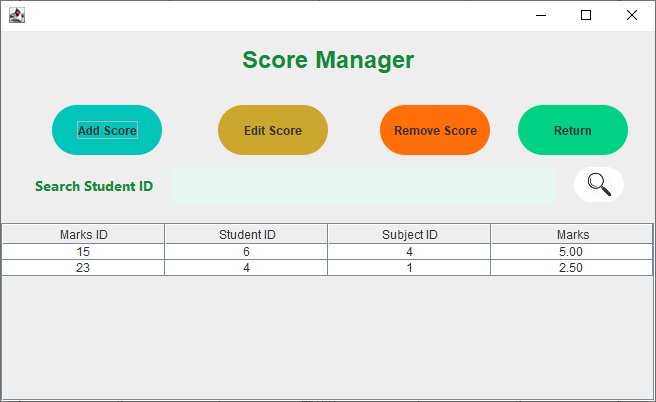 Score Manager
Add Score Edit Score Remove Score Return
Search Student ID
Marks ID Student ID Subject ID Marks
15 6 4 5.00
23 4 1 2.50